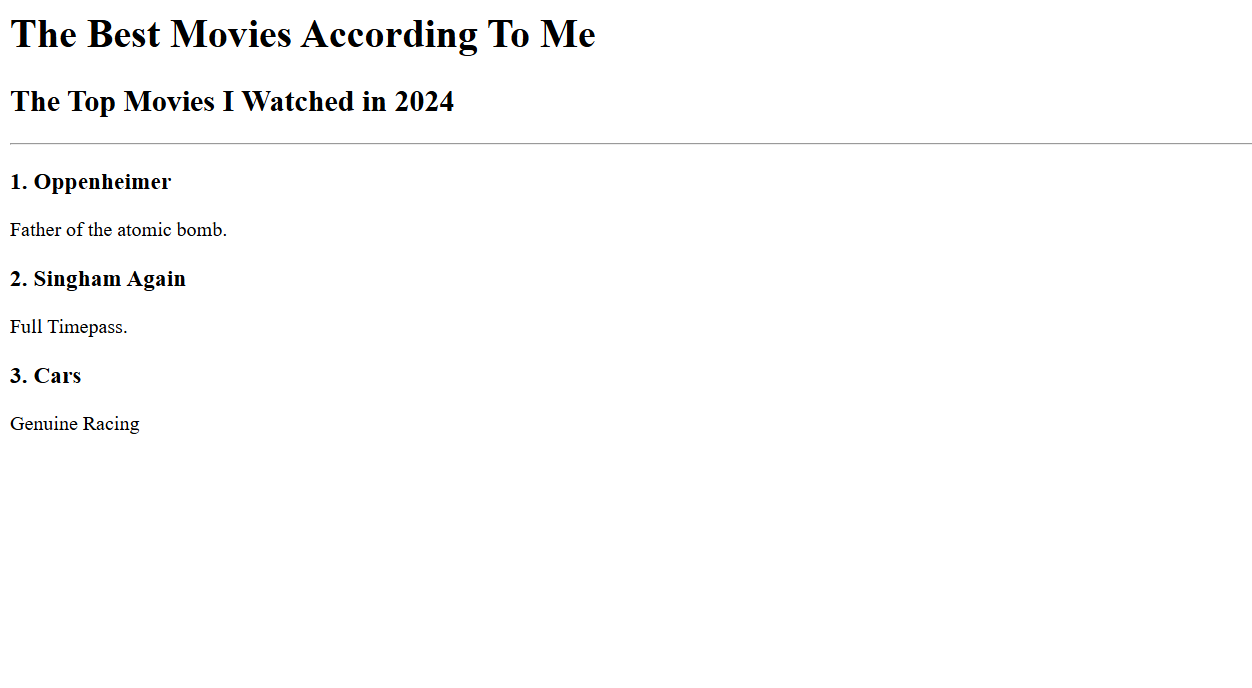 The Best Movies According To Me
The Top Movies I Watched in 2024
1. Oppenheimer
Father of the atomic bomb.
2. Singham Again
Full Timepass.
3. Cars
Genuine Racing